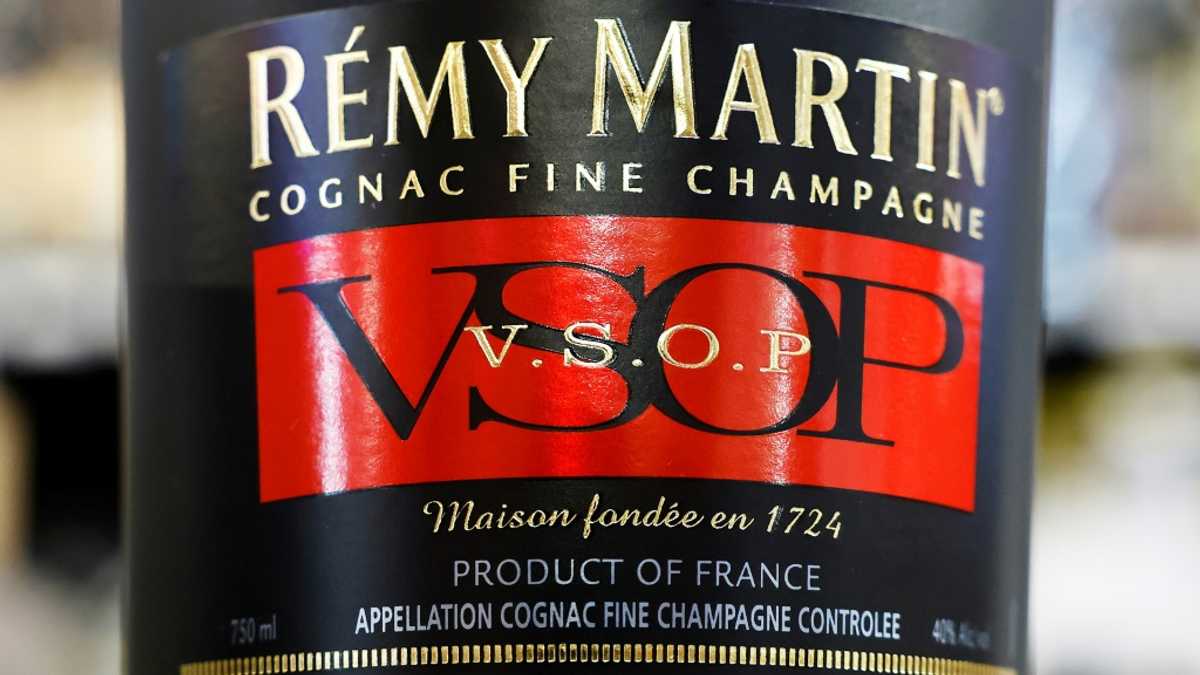 RÉMY MARTIN®
COGNAC FINE CHAMPAGNE
VSOP
V.S.O.P
Maison fondée en 1724
PRODUCT OF FRANCE
APPELLATION COGNAC FINE CHAMPAGNE CONTROLEE
750 ml
40%